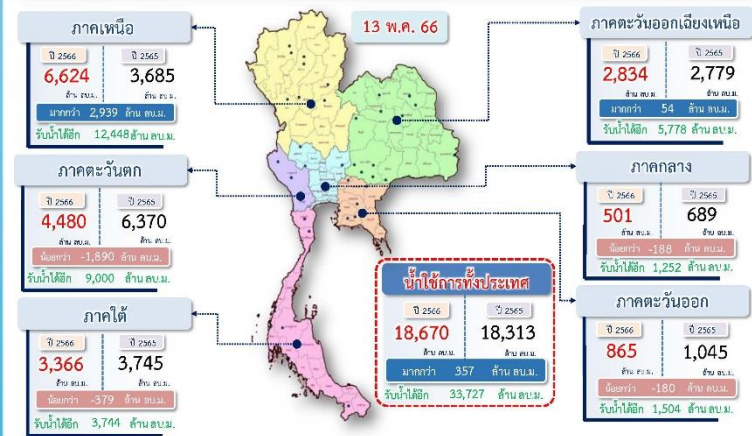 13 พ.ค. 66
ภาคเหนือ
ปี 2566 ปี 2565
6,624 3,685
ล้าน ลบ.ม. ล้าน ลบ.ม.
มากกว่า 2,939 ล้าน ลบ.ม.
รับน้ำได้อีก 12,448 ล้าน ลบ.ม.
ภาคตะวันออกเฉียงเหนือ
ปี 2566 ปี 2565
2,834 2,779
ล้าน ลบ.ม. ล้าน ลบ.ม.
มากกว่า 54 ล้าน ลบ.ม.
รับน้ำได้อีก 5,778 ล้าน ลบ.ม.
ภาคตะวันตก
ปี 2566 ปี 2565
4,480 6,370
ล้าน ลบ.ม. ล้าน ลบ.ม.
น้อยกว่า -1,890 ล้าน ลบ.ม.
รับน้ำได้อีก 9,000 ล้าน ลบ.ม.
ภาคกลาง
ปี 2566 ปี 2565
501 689
ล้าน ลบ.ม. ล้าน ลบ.ม.
น้อยกว่า -188 ล้าน ลบ.ม.
รับน้ำได้อีก 1,252 ล้าน ลบ.ม.
ภาคใต้
ปี 2566 ปี 2565
3,366 3,745
ล้าน ลบ.ม. ล้าน ลบ.ม.
น้อยกว่า -379 ล้าน ลบ.ม.
รับน้ำได้อีก 3,744 ล้าน ลบ.ม.
น้ำใช้การทั้งประเทศ
ปี 2566 ปี 2565
18,670 18,313
ล้าน ลบ.ม. ล้าน ลบ.ม.
มากกว่า 357 ล้าน ลบ.ม.
รับน้ำได้อีก 33,727 ล้าน ลบ.ม.
ภาคตะวันออก
ปี 2566 ปี 2565
865 1,045
ล้าน ลบ.ม. ล้าน ลบ.ม.
น้อยกว่า -180 ล้าน ลบ.ม.
รับน้ำได้อีก 1,504 ล้าน ลบ.ม.